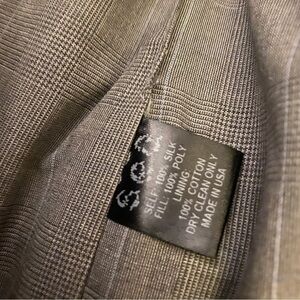 SELF: 100% SILK
FILL: 100% POLY
LINING
100% COTTON
DRY CLEAN ONLY
MADE IN USA